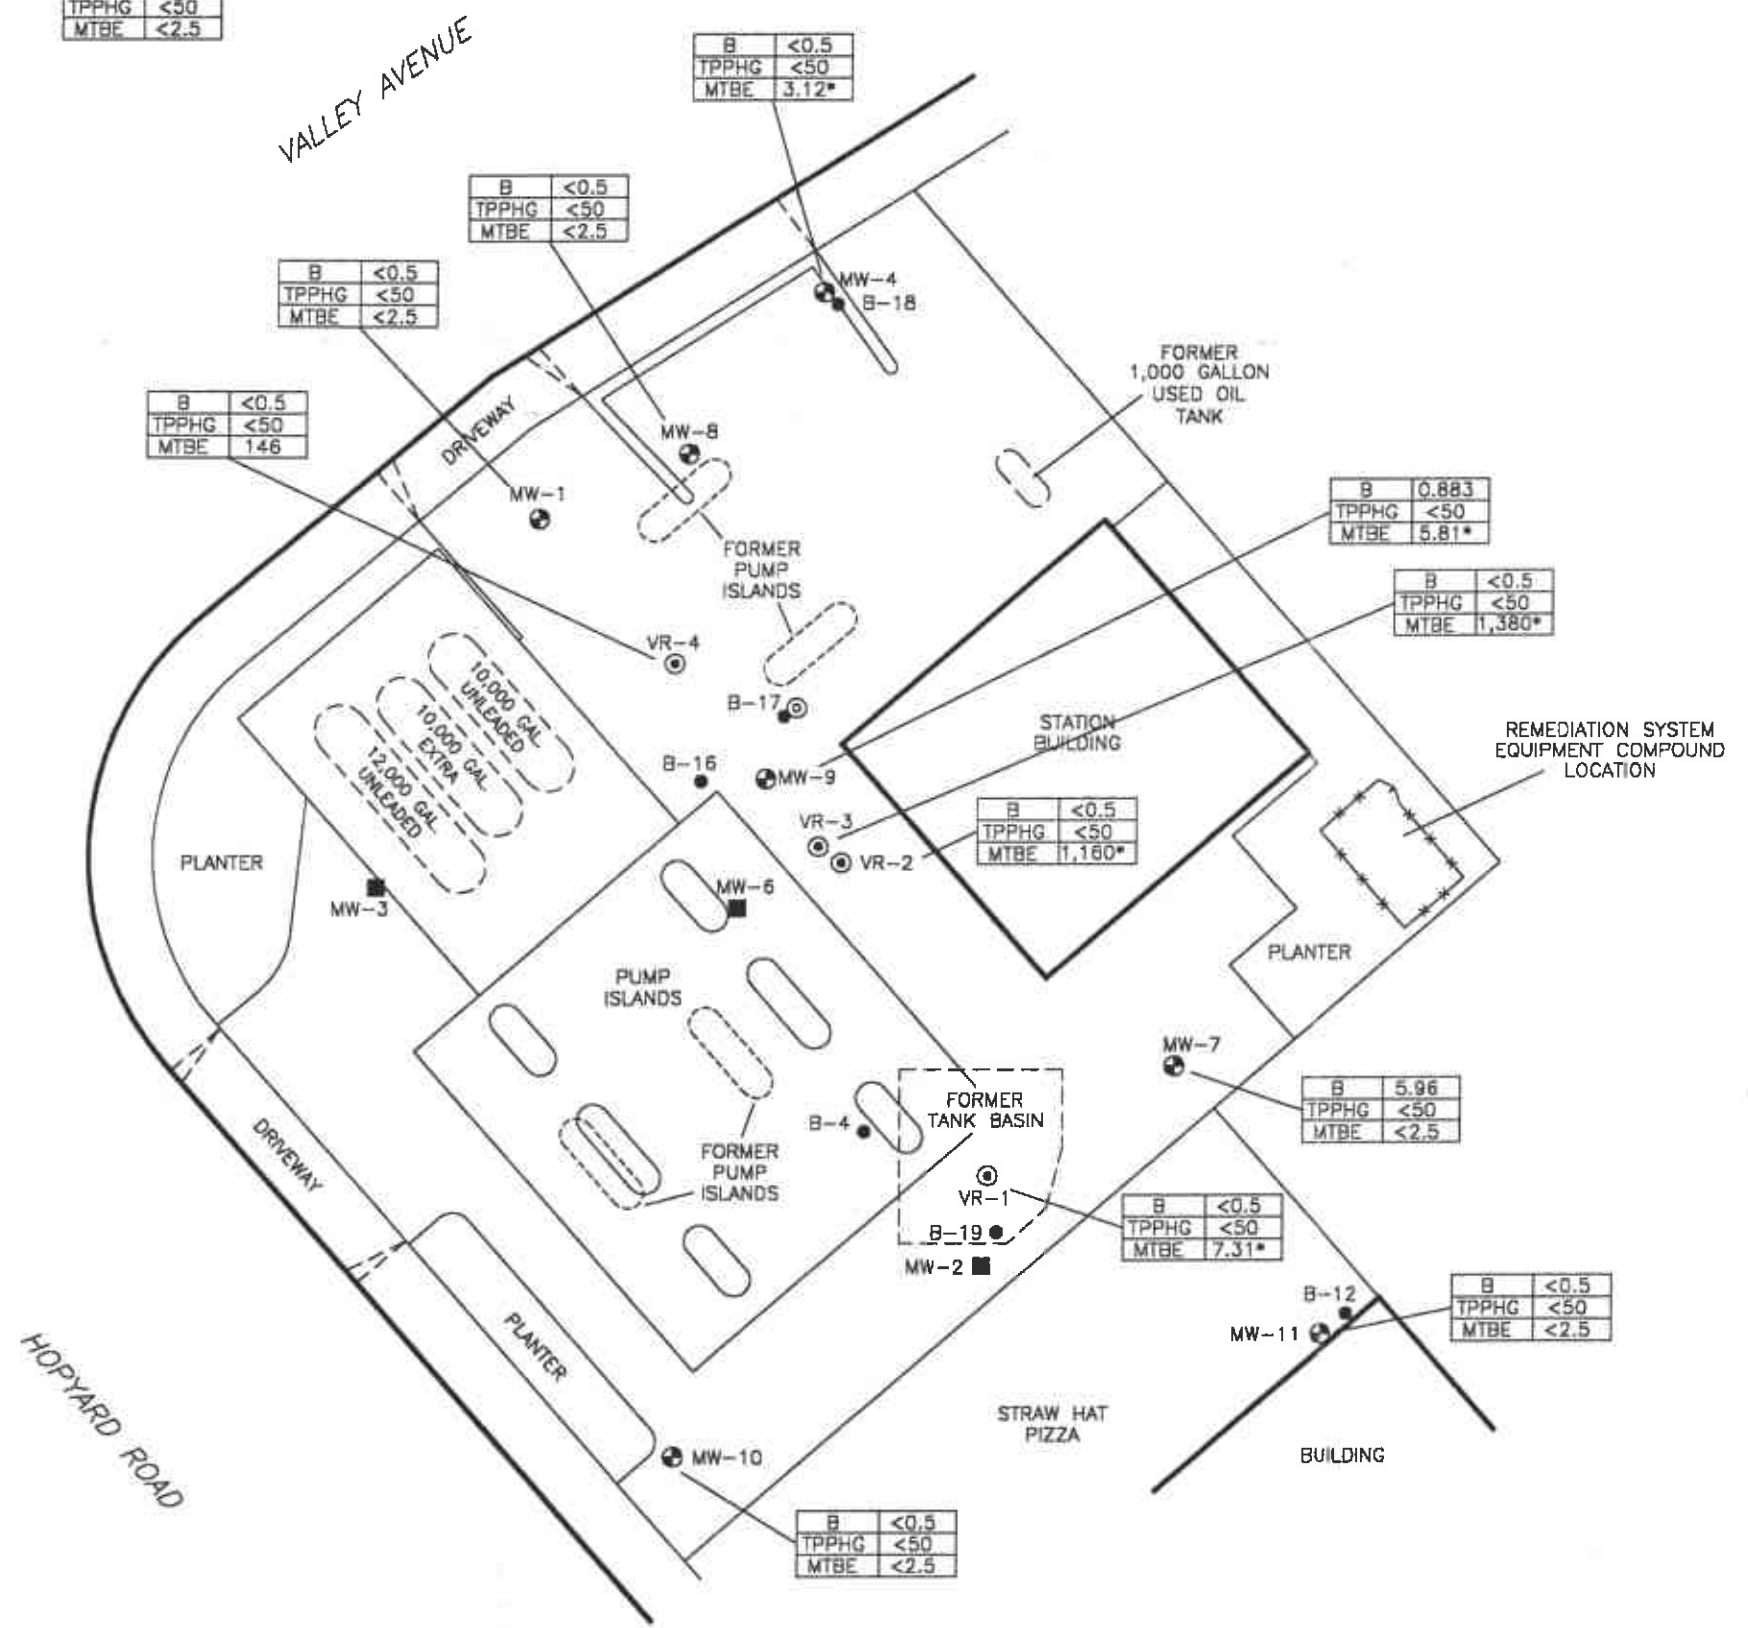 TPPHG <50
MTBE <2.5
VALLEY AVENUE
B <0.5
TPPHG <50
MTBE 3.12*
B <0.5
TPPHG <50
MTBE <2.5
B <0.5
TPPHG <50
MTBE <2.5
B <0.5
TPPHG <50
MTBE 146
MW-4
B-18
FORMER
1,000 GALLON
USED OIL
TANK
DRIVEWAY
MW-8
MW-1
B 0.883
TPPHG <50
MTBE 5.81*
FORMER
PUMP
ISLANDS
B <0.5
TPPHG <50
MTBE 1,380*
VR-4
10,000 GAL.
UNLEADED
10,000 GAL.
EXTRA
12,000 GAL.
UNLEADED
B-17
STATION
BUILDING
REMEDIATION SYSTEM
EQUIPMENT COMPOUND
LOCATION
B-16
MW-9
VR-3
VR-2
B <0.5
TPPHG <50
MTBE 1,160*
PLANTER
MW-3
MW-6
PLANTER
PUMP
ISLANDS
MW-7
B 5.96
TPPHG <50
MTBE <2.5
FORMER
TANK BASIN
B-4
DRIVEWAY
FORMER
PUMP
ISLANDS
VR-1
B <0.5
TPPHG <50
MTBE 7.31*
B-19
MW-2
B-12
MW-11
B <0.5
TPPHG <50
MTBE <2.5
PLANTER
HOPYARD ROAD
STRAW HAT
PIZZA
BUILDING
MW-10
B <0.5
TPPHG <50
MTBE <2.5